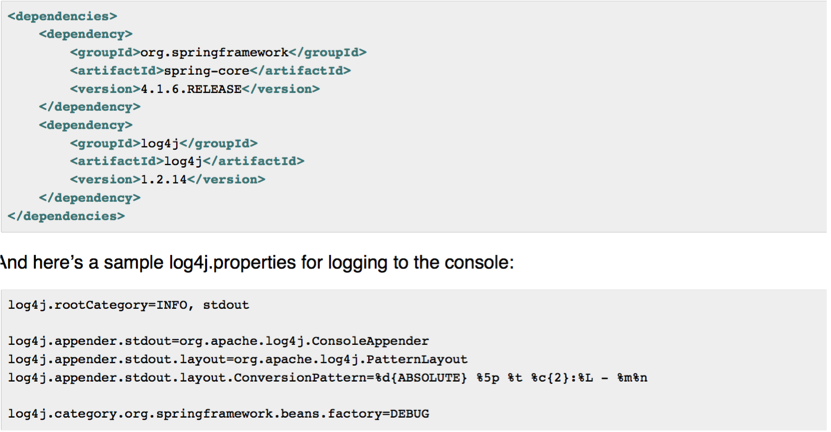 <dependencies>
    <dependency>
        <groupId>org.springframework</groupId>
        <artifactId>spring-core</artifactId>
        <version>4.1.6.RELEASE</version>
    </dependency>
    <dependency>
        <groupId>log4j</groupId>
        <artifactId>log4j</artifactId>
        <version>1.2.14</version>
    </dependency>
</dependencies>
And here’s a sample log4j.properties for logging to the console:
log4j.rootCategory=INFO, stdout
log4j.appender.stdout=org.apache.log4j.ConsoleAppender
log4j.appender.stdout.layout=org.apache.log4j.PatternLayout
log4j.appender.stdout.layout.ConversionPattern=%d{ABSOLUTE} %5p %t %c{2}:%L - %m%n
log4j.category.org.springframework.beans.factory=DEBUG